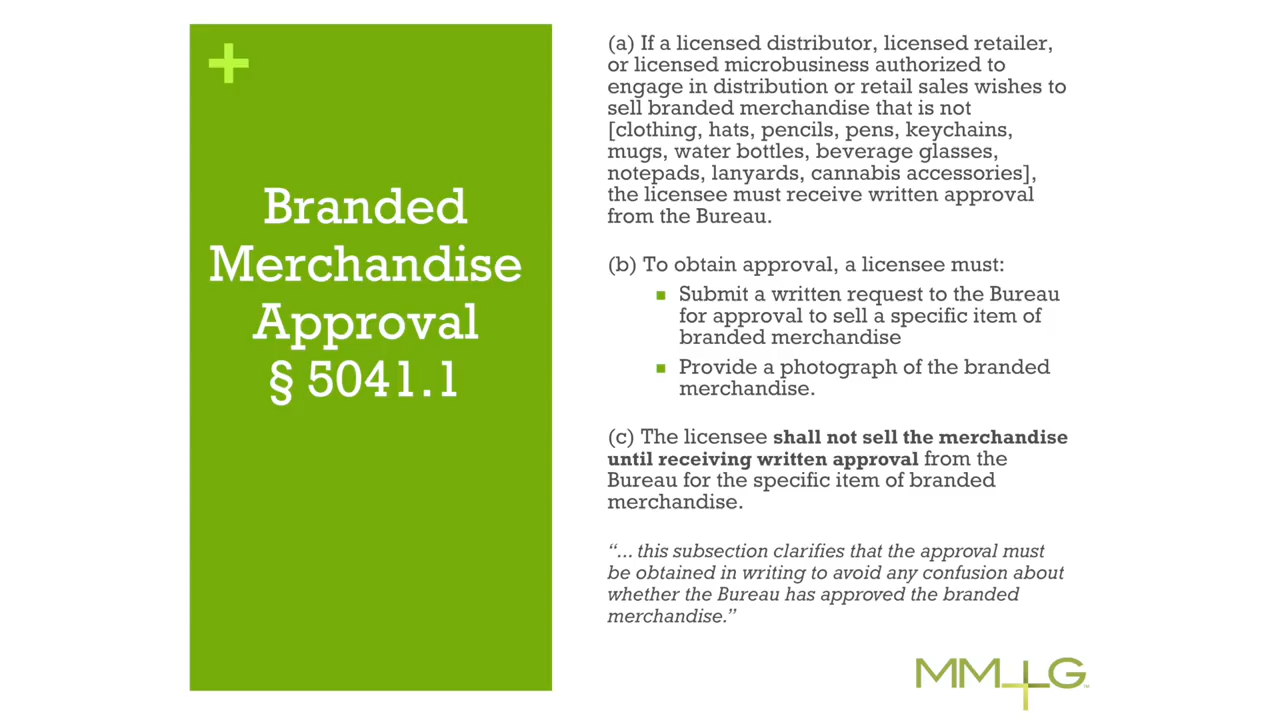 +
Branded
Merchandise
Approval
§ 5041.1
(a) If a licensed distributor, licensed retailer,
or licensed microbusiness authorized to
engage in distribution or retail sales wishes to
sell branded merchandise that is not
[clothing, hats, pencils, pens, keychains,
mugs, water bottles, beverage glasses,
notepads, lanyards, cannabis accessories],
the licensee must receive written approval
from the Bureau.
(b) To obtain approval, a licensee must:
Submit a written request to the Bureau
for approval to sell a specific item of
branded merchandise
Provide a photograph of the branded
merchandise.
(c) The licensee shall not sell the merchandise
until receiving written approval from the
Bureau for the specific item of branded
merchandise.
“... this subsection clarifies that the approval must
be obtained in writing to avoid any confusion about
whether the Bureau has approved the branded
merchandise.”
MMLG™